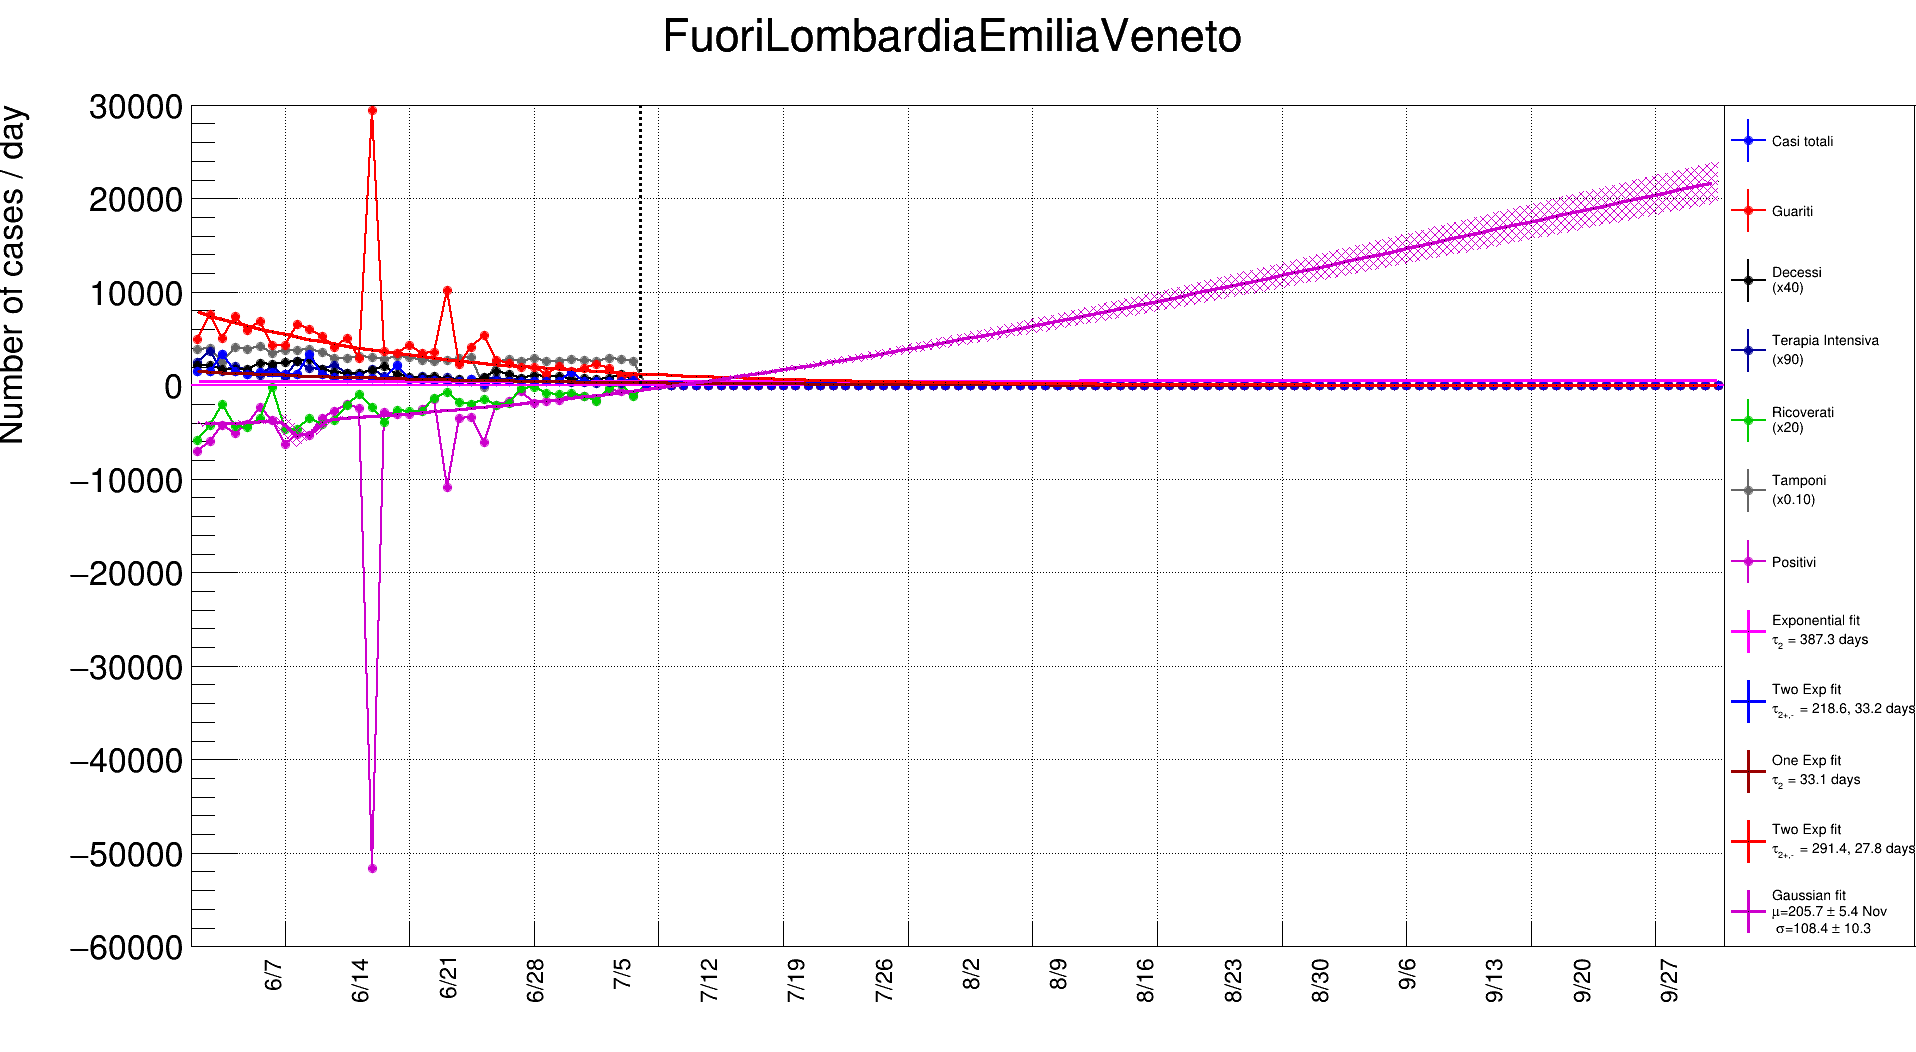 FuoriLombardiaEmiliaVeneto
Number of cases / day
30000
20000
10000
0
−10000
−20000
−30000
−40000
−50000
−60000
6/7
6/14
6/21
6/28
7/5
7/12
7/19
7/26
8/2
8/9
8/16
8/23
8/30
9/6
9/13
9/20
9/27
Casi totali
Guariti
Decessi
(x40)
Terapia Intensiva
(x90)
Ricoverati
(x20)
Tamponi
(x0.10)
Positivi
Exponential fit
τ2 = 387.3 days
Two Exp fit
τ2+,- = 218.6, 33.2 days
One Exp fit
τ2 = 33.1 days
Two Exp fit
τ2+,- = 291.4, 27.8 days
Gaussian fit
μ=205.7 ± 5.4 Nov
σ=108.4 ± 10.3